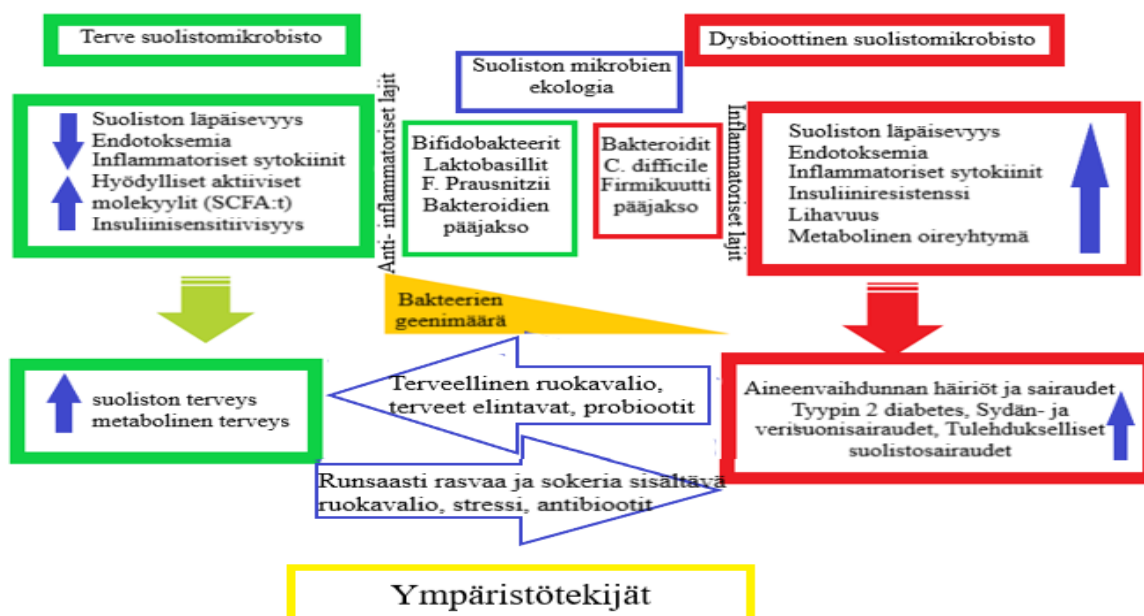 Terve suolistomikrobisto
Dysbioottinen suolistomikrobisto
Suoliston mikrobien
ekologia
Suoliston läpäisevyys
Endotoksemia
Inflammatoriset sytokiinit
Hyödylliset aktiiviset
molekyylit (SCFA:t)
Insuliinisensitiivisyys
Anti- inflammatoriset lajit
Bifidobakteerit
Laktobasillit
F. Prausnitzii
Bakteroidien
pääjakso
Bakteroidit
C. difficile
Firmikuutti
pääjakso
Inflammatoriset lajit
Suoliston läpäisevyys
Endotoksemia
Inflammatoriset sytokiinit
Insuliiniresistenssi
Lihavuus
Metabolinen oireyhtymä
Bakteerien
geenimäärä
suoliston terveys
metabolinen terveys
Terveellinen ruokavalio,
terveet elintavat, probiootit
Aineenvaihdunnan häiriöt ja sairaudet
Tyypin 2 diabetes, Sydän- ja
verisuonisairaudet, Tulehdukselliset
suolistosairaudet
Runsaasti rasvaa ja sokeria sisältävä
ruokavalio, stressi, antibiootit
Ympäristötekijät